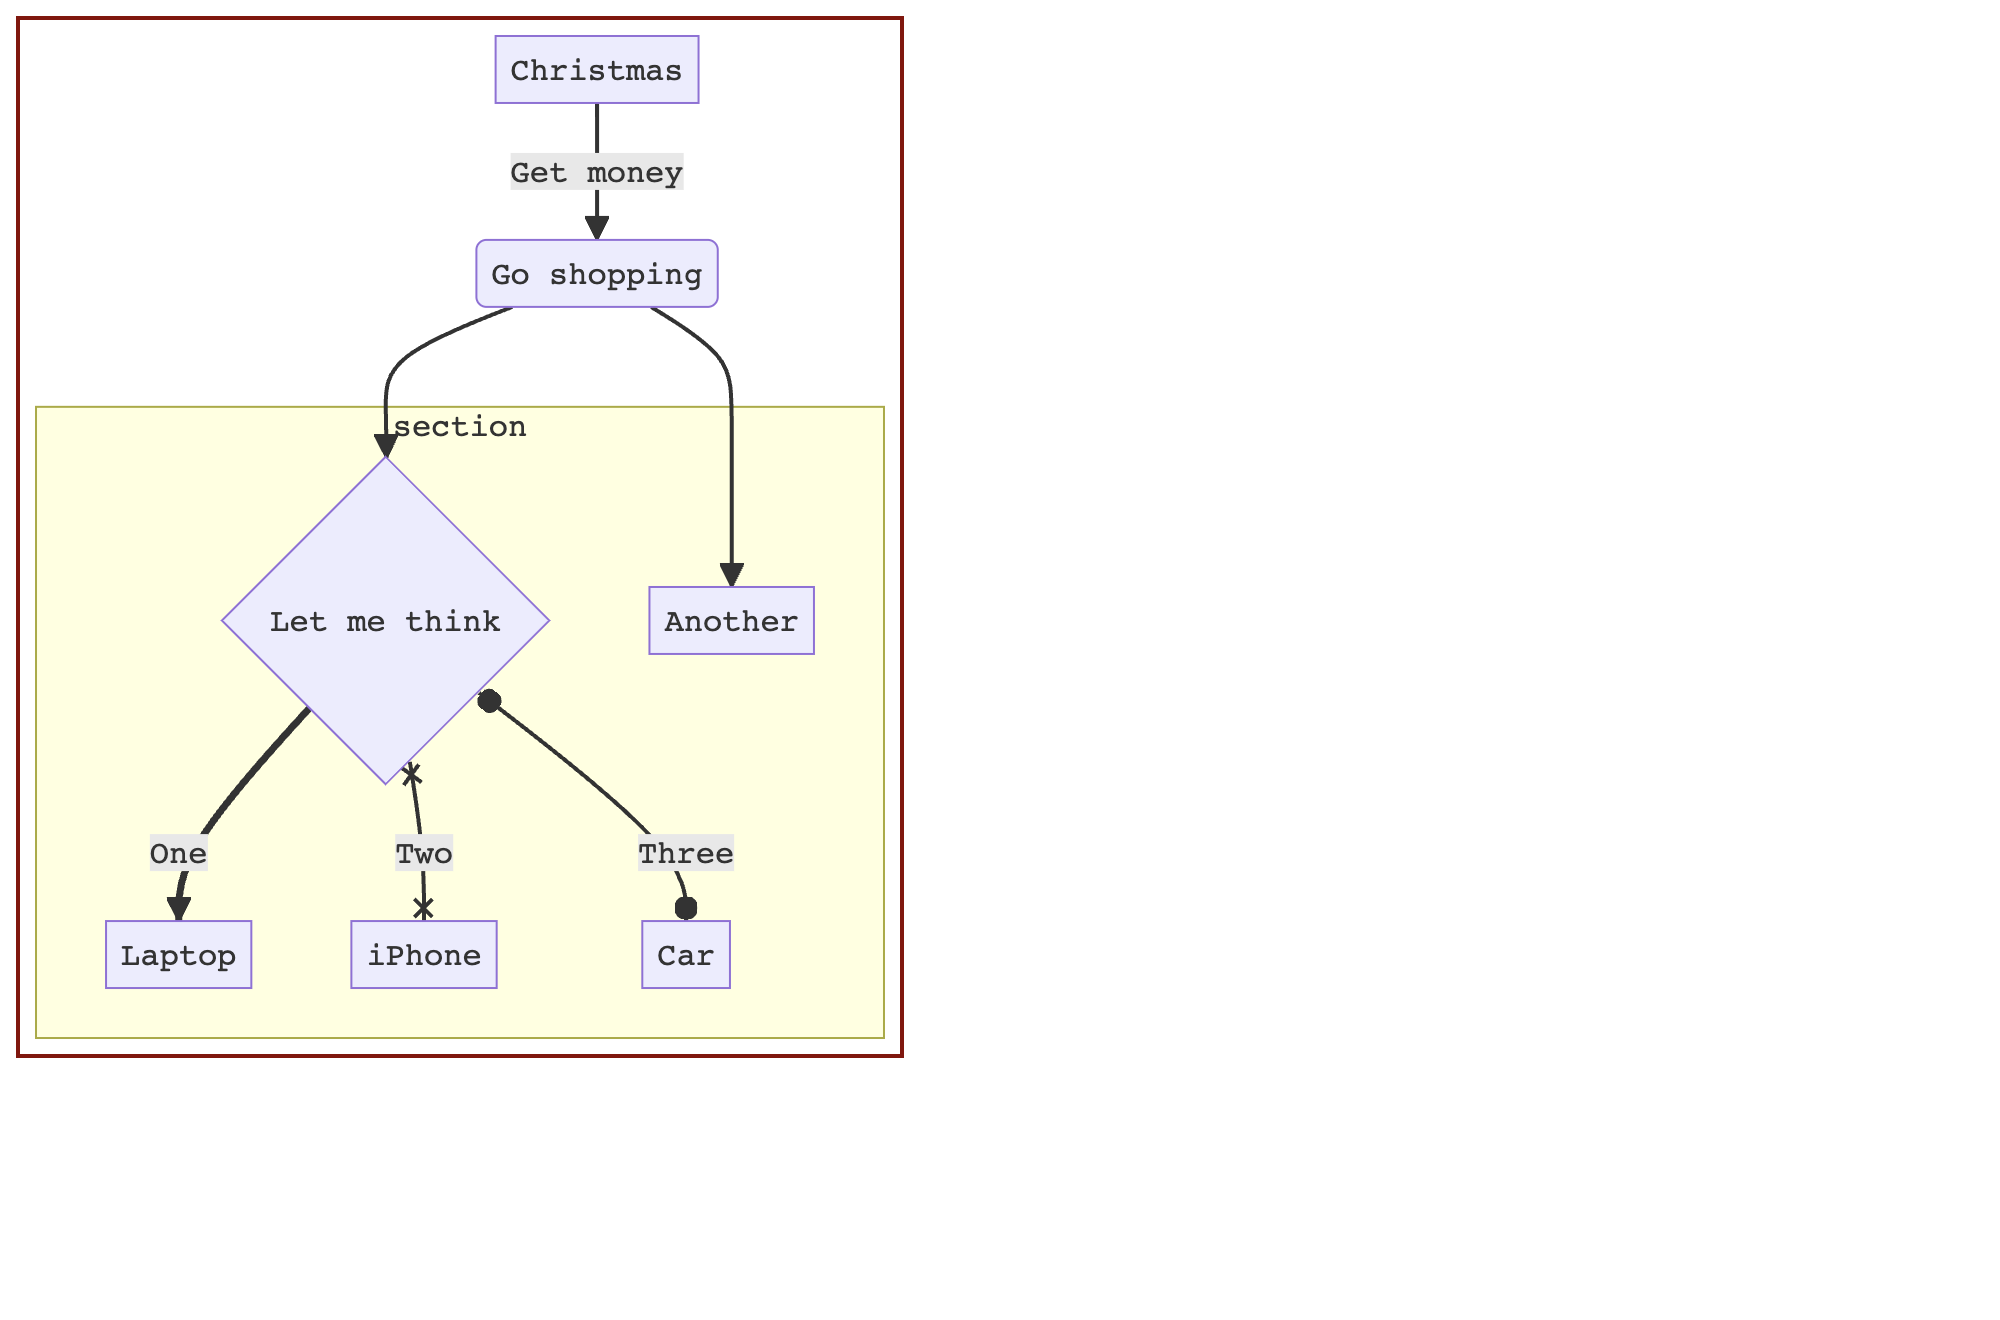 Christmas
Get money
Go shopping
section
Let me think
Another
One
Two
Three
Laptop
iPhone
Car